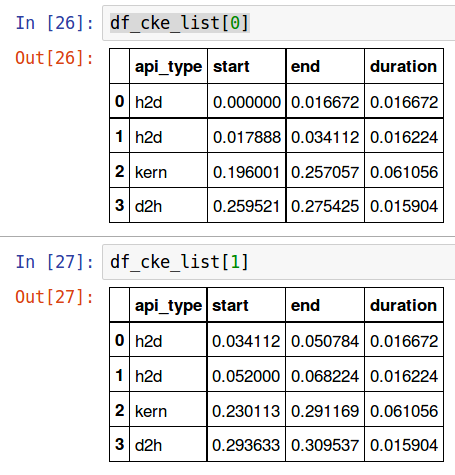 In [26]: df_cke_list[0]
Out[26]:
api_type start end duration
0 h2d 0.000000 0.016672 0.016672
1 h2d 0.017888 0.034112 0.016224
2 kern 0.196001 0.257057 0.061056
3 d2h 0.259521 0.275425 0.015904
In [27]: df_cke_list[1]
Out[27]:
api_type start end duration
0 h2d 0.034112 0.050784 0.016672
1 h2d 0.052000 0.068224 0.016224
2 kern 0.230113 0.291169 0.061056
3 d2h 0.293633 0.309537 0.015904